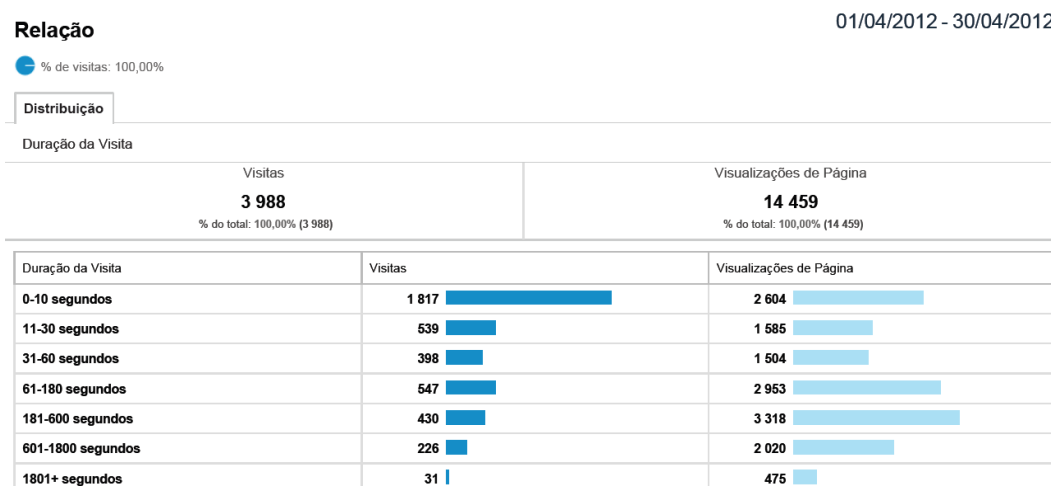 Relação
01/04/2012 - 30/04/2012
% de visitas: 100,00%
Distribuição
Duração da Visita
Visitas Visualizações de Página
3 988 14 459
% do total: 100,00% (3 988) % do total: 100,00% (14 459)
Duração da Visita Visitas Visualizações de Página
0-10 segundos 1 817 2 604
11-30 segundos 539 1 585
31-60 segundos 398 1 504
61-180 segundos 547 2 953
181-600 segundos 430 3 318
601-1800 segundos 226 2 020
1801+ segundos 31 475